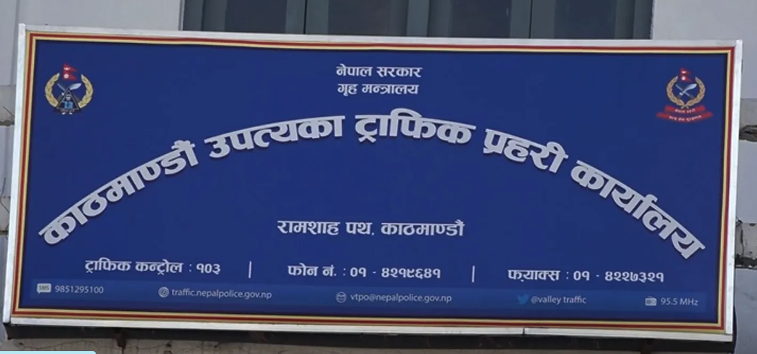 नेपाल सरकार
गृह मन्त्रालय
काठमाण्डौं उपत्यका ट्राफिक प्रहरी कार्यालय
रामशाह पथ, काठमाण्डौं
ट्राफिक कन्ट्रोल : १०३ | फोन नं. : ०१ - ४२१९६४१ | फ्याक्स : ०१ - ४२२७३२१
SMS 9851295100 traffic.nepalpolice.gov.np vtpo@nepalpolice.gov.np @valley traffic 95.5 MHz